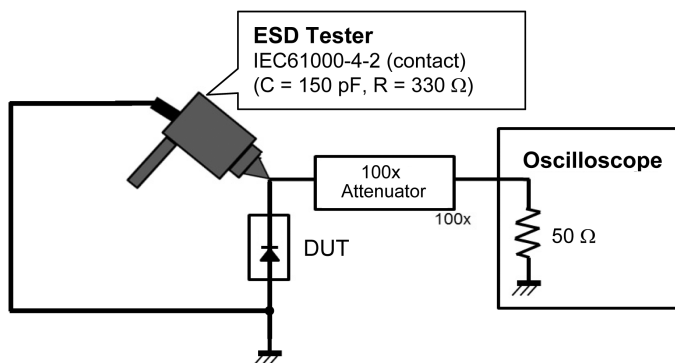 ESD Tester
IEC61000-4-2 (contact)
(C = 150 pF, R = 330 Ω)
100x
Attenuator
100x
Oscilloscope
50 Ω
DUT